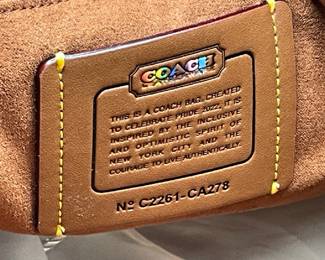 COACH
THIS IS A COACH BAG, CREATED
TO CELEBRATE PRIDE 2022. IT IS
INSPIRED BY THE INCLUSIVE
AND OPTIMISTIC SPIRIT OF
NEW YORK CITY AND THE
COURAGE TO LIVE AUTHENTICALLY.
Nº C2261-CA278